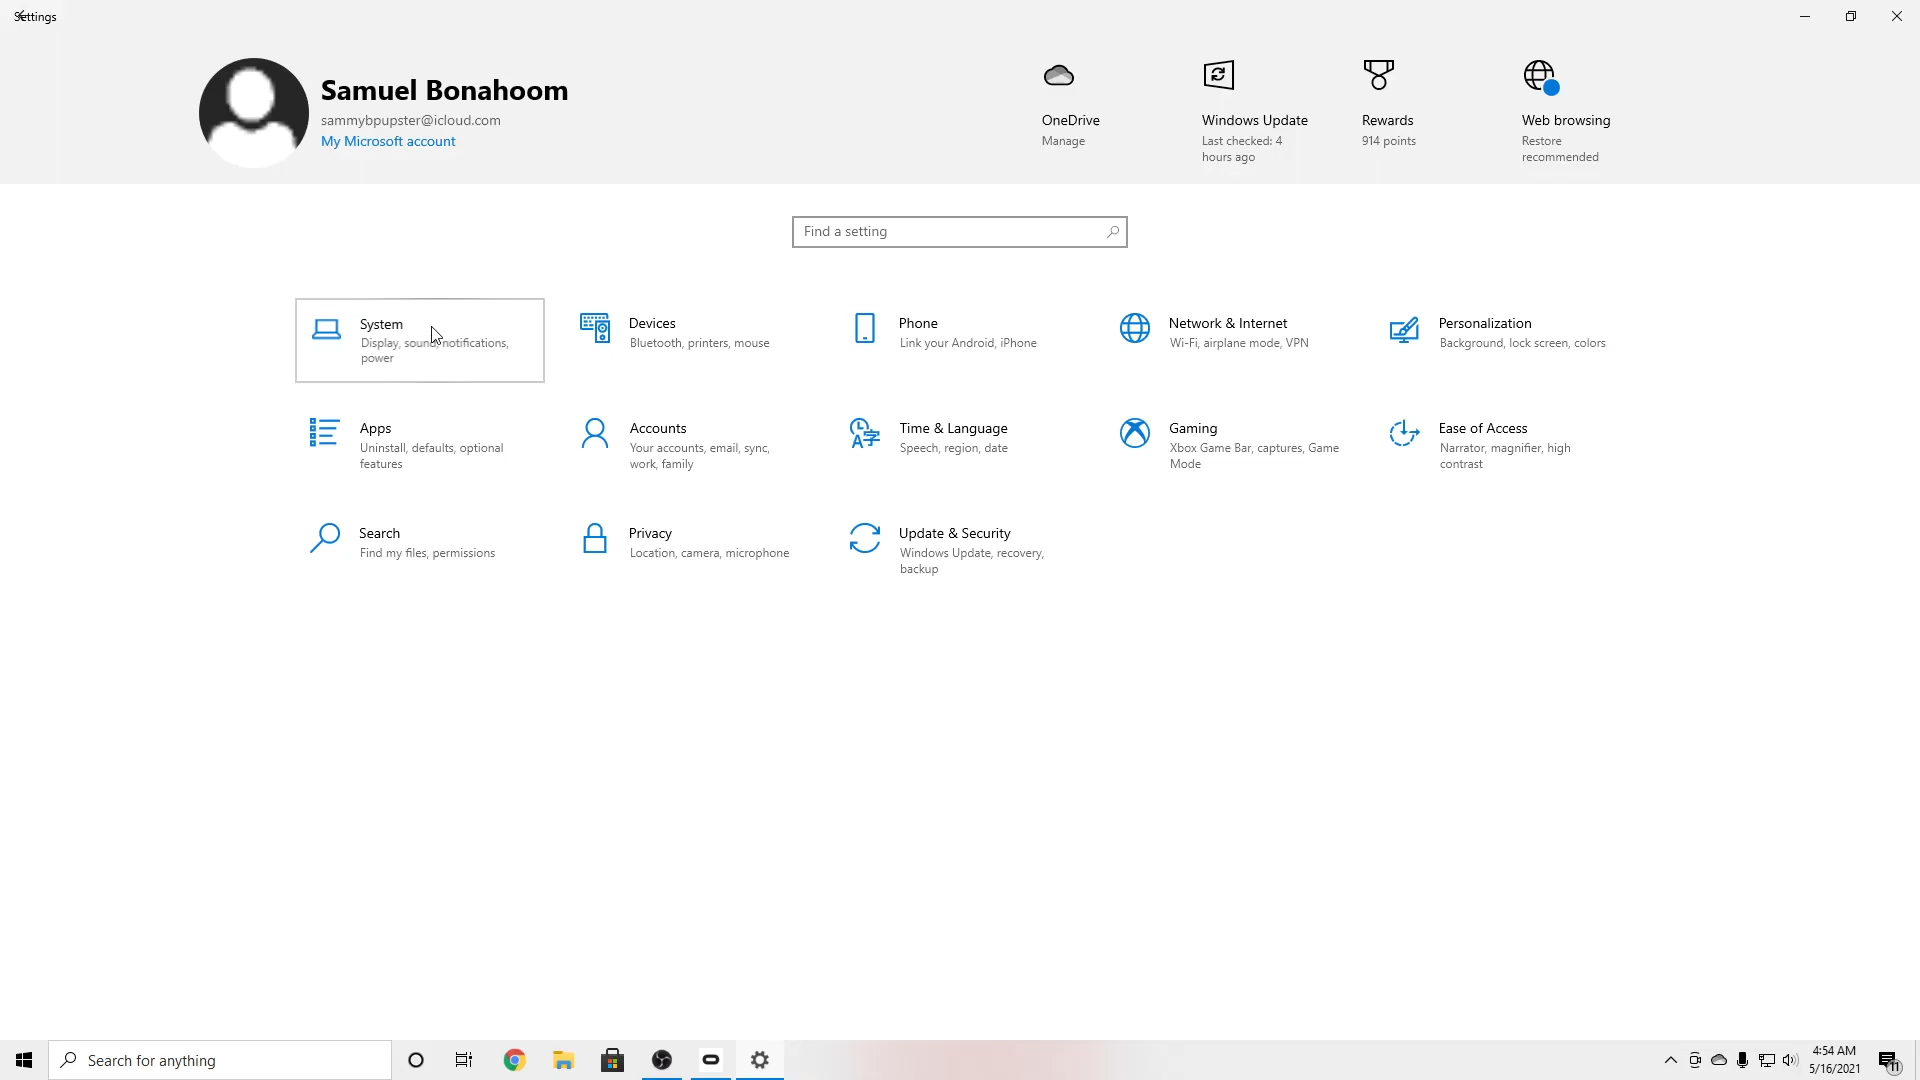 Settings
Samuel Bonahoom
sammybpupster@icloud.com
My Microsoft account
OneDrive
Manage
Windows Update
Last checked: 4
hours ago
Rewards
914 points
Web browsing
Restore
recommended
Find a setting
System
Display, sound, notifications,
power
Devices
Bluetooth, printers, mouse
Phone
Link your Android, iPhone
Network & Internet
Wi-Fi, airplane mode, VPN
Personalization
Background, lock screen, colors
Apps
Uninstall, defaults, optional
features
Accounts
Your accounts, email, sync,
work, family
Time & Language
Speech, region, date
Gaming
Xbox Game Bar, captures, Game
Mode
Ease of Access
Narrator, magnifier, high
contrast
Search
Find my files, permissions
Privacy
Location, camera, microphone
Update & Security
Windows Update, recovery,
backup
Search for anything
4:54 AM
5/16/2021
11